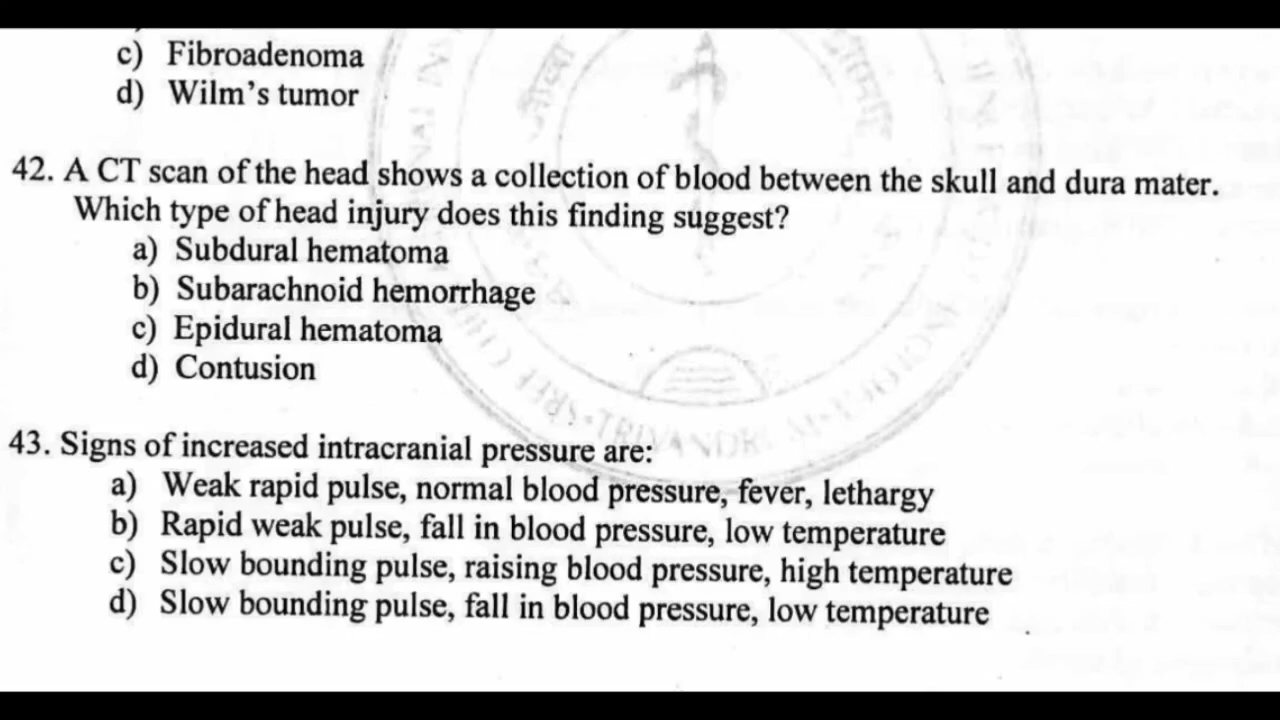 c) Fibroadenoma
d) Wilm's tumor
42. A CT scan of the head shows a collection of blood between the skull and dura mater.
Which type of head injury does this finding suggest?
a) Subdural hematoma
b) Subarachnoid hemorrhage
c) Epidural hematoma
d) Contusion
43. Signs of increased intracranial pressure are:
a) Weak rapid pulse, normal blood pressure, fever, lethargy
b) Rapid weak pulse, fall in blood pressure, low temperature
c) Slow bounding pulse, raising blood pressure, high temperature
d) Slow bounding pulse, fall in blood pressure, low temperature